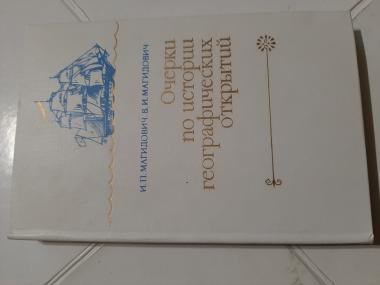 И.П.МАГИДОВИЧ В.И.МАГИДОВИЧ
Очерки
по истории
географических
открытий